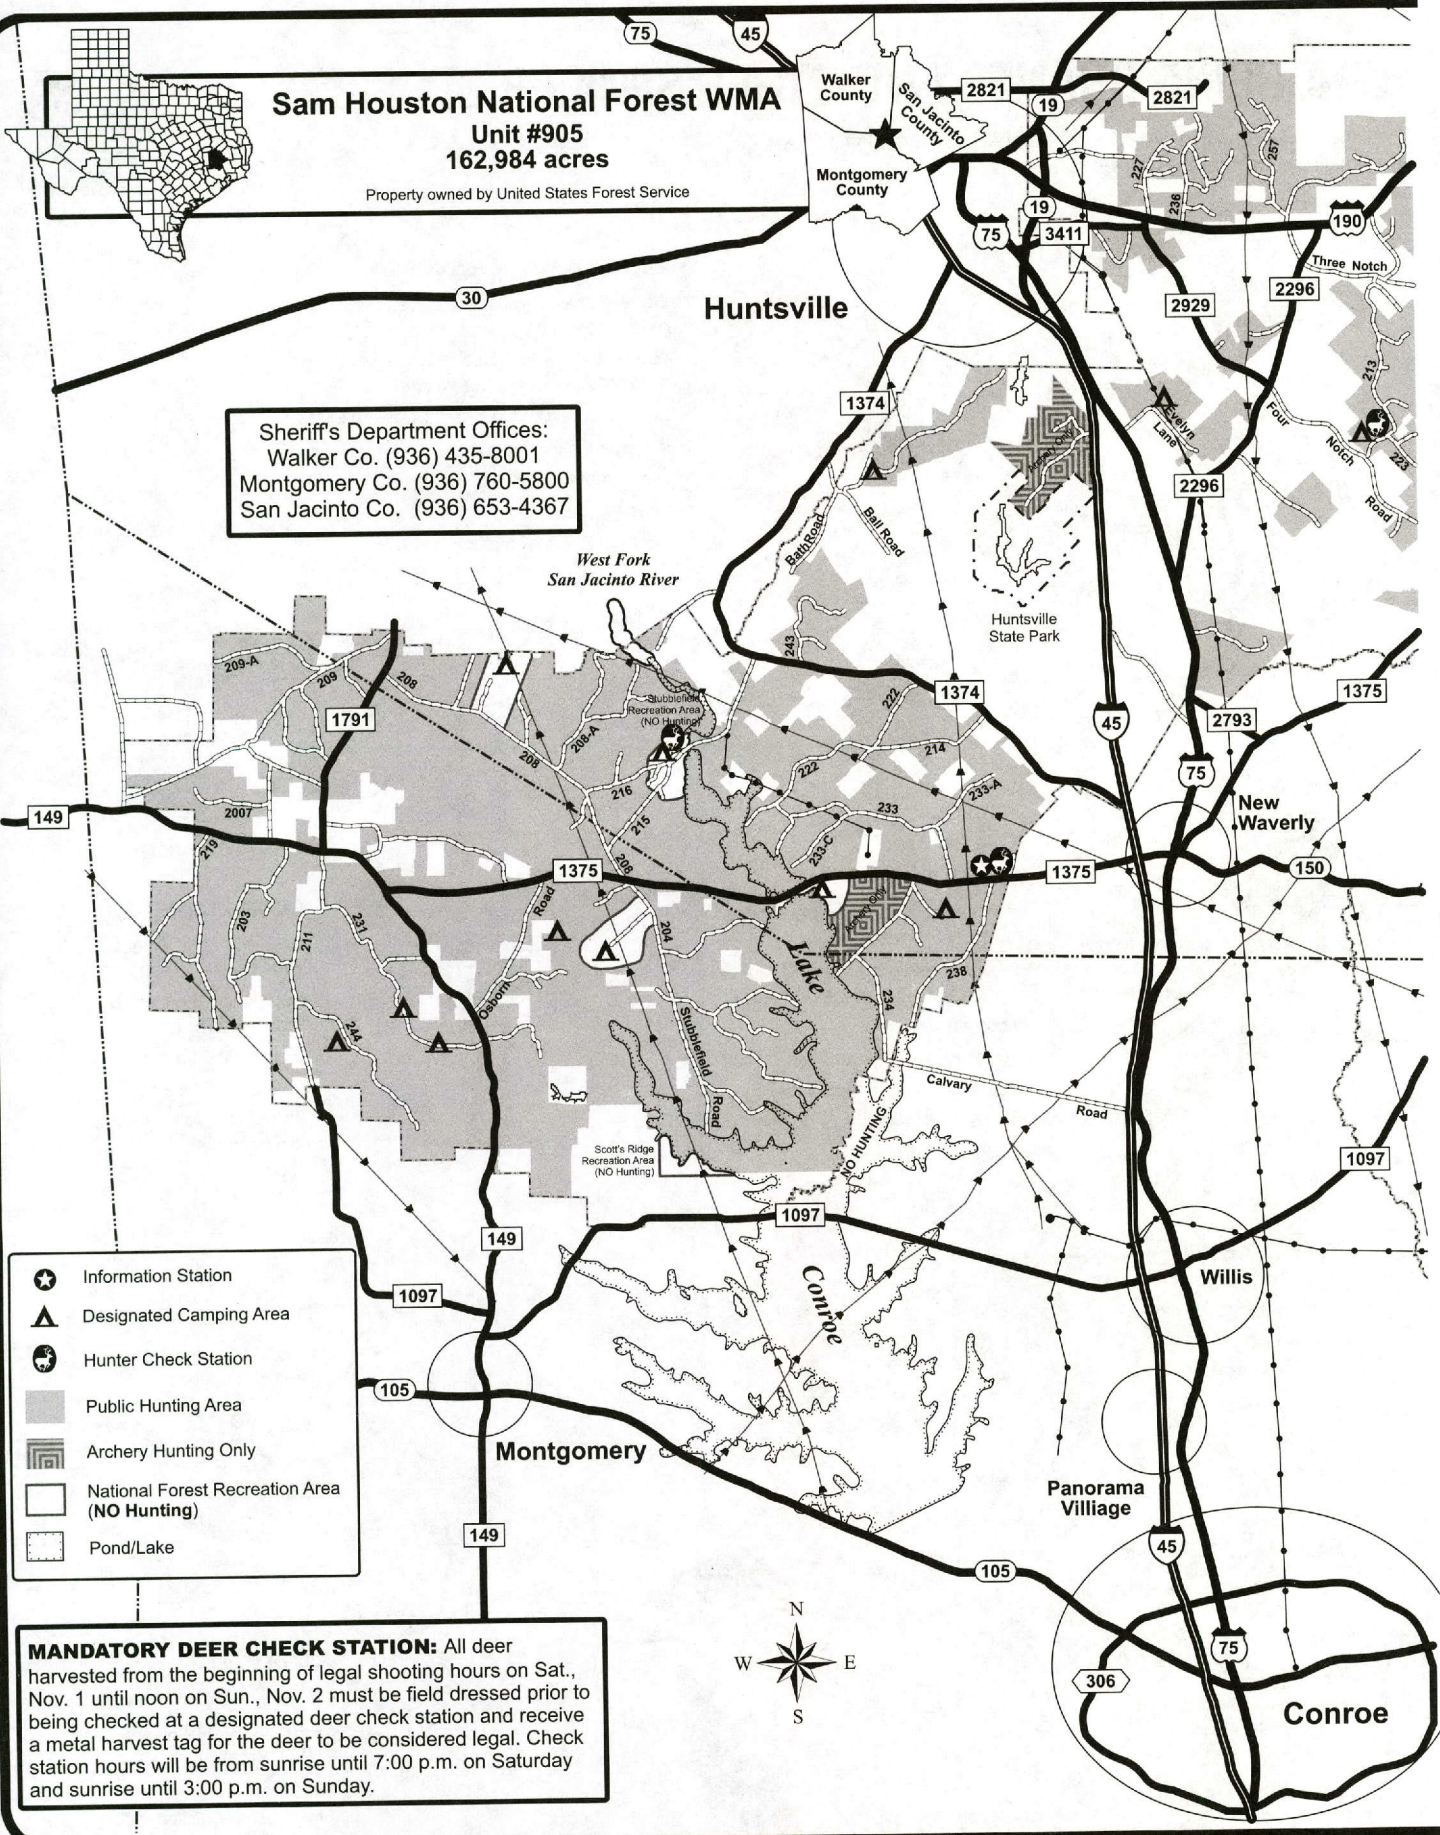 75
45
Sam Houston National Forest WMA
Unit #905
162,984 acres
Property owned by United States Forest Service
Walker
County
San Jacinto
County
Montgomery
County
2821
19
2821
227
236
257
19
75
3411
190
Three Notch
30
Huntsville
2929
2296
213
1374
Archery Only
Evelyn
Lane
Four
Notch
Road
223
2296
Sheriff's Department Offices:
Walker Co. (936) 435-8001
Montgomery Co. (936) 760-5800
San Jacinto Co. (936) 653-4367
Bath Road
Ball Road
West Fork
San Jacinto River
Huntsville
State Park
243
209-A
209
208
1791
208-A
208
Stubblefield
Recreation Area
(NO Hunting)
222
1374
214
222
216
215
233
233-A
233-C
45
2793
1375
75
New
Waverly
149
2007
219
1375
208
1375
150
203
211
231
Road
Osborn
204
Archery Only
Lake
238
234
244
Stubblefield
Road
Calvary
Road
NO HUNTING
Scott's Ridge
Recreation Area
(NO Hunting)
1097
1097
149
Willis
Conroe
1097
Information Station
Designated Camping Area
Hunter Check Station
Public Hunting Area
Archery Hunting Only
National Forest Recreation Area
(NO Hunting)
Pond/Lake
105
Montgomery
149
Panorama
Villiage
45
105
N
W E
S
75
306
Conroe
MANDATORY DEER CHECK STATION: All deer
harvested from the beginning of legal shooting hours on Sat.,
Nov. 1 until noon on Sun., Nov. 2 must be field dressed prior to
being checked at a designated deer check station and receive
a metal harvest tag for the deer to be considered legal. Check
station hours will be from sunrise until 7:00 p.m. on Saturday
and sunrise until 3:00 p.m. on Sunday.